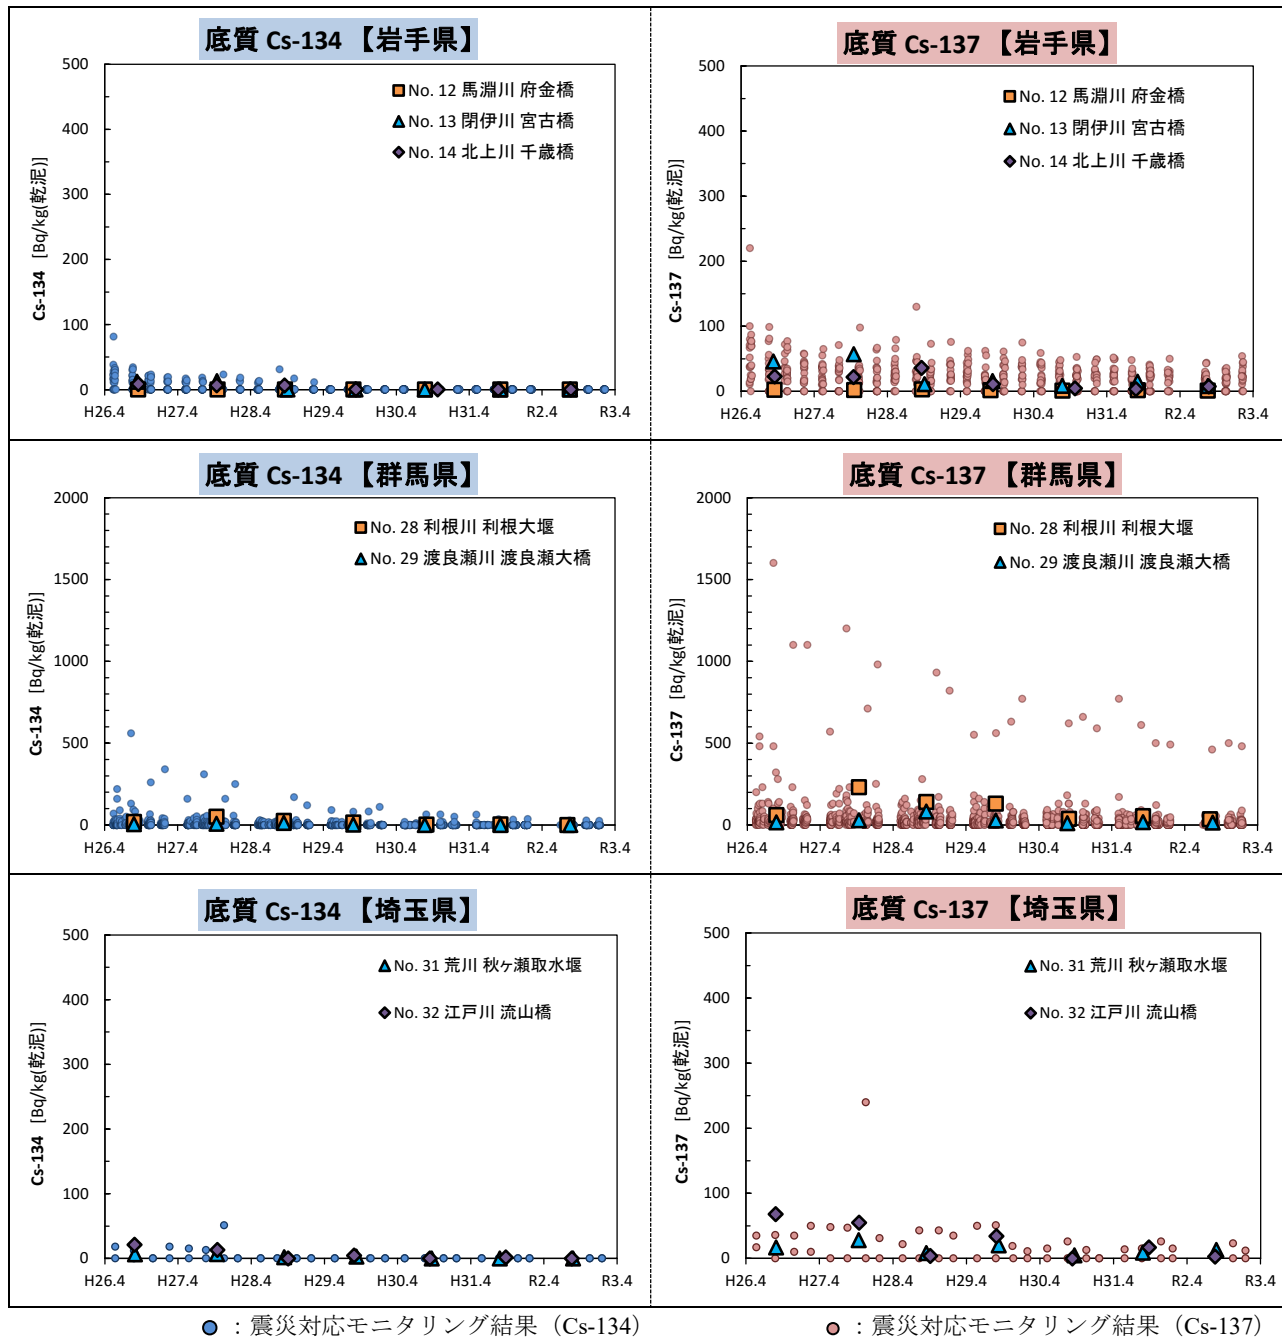 底質 Cs-134 【岩手県】
500
400
300
200
100
0
Cs-134 [Bq/kg(乾泥)]
No. 12 馬淵川 府金橋
No. 13 閉伊川 宮古橋
No. 14 北上川 千歳橋
H26.4 H27.4 H28.4 H29.4 H30.4 H31.4 R2.4 R3.4
底質 Cs-137 【岩手県】
500
400
300
200
100
0
Cs-137 [Bq/kg(乾泥)]
No. 12 馬淵川 府金橋
No. 13 閉伊川 宮古橋
No. 14 北上川 千歳橋
H26.4 H27.4 H28.4 H29.4 H30.4 H31.4 R2.4 R3.4
底質 Cs-134 【群馬県】
2000
1500
1000
500
0
Cs-134 [Bq/kg(乾泥)]
No. 28 利根川 利根大堰
No. 29 渡良瀬川 渡良瀬大橋
H26.4 H27.4 H28.4 H29.4 H30.4 H31.4 R2.4 R3.4
底質 Cs-137 【群馬県】
2000
1500
1000
500
0
Cs-137 [Bq/kg(乾泥)]
No. 28 利根川 利根大堰
No. 29 渡良瀬川 渡良瀬大橋
H26.4 H27.4 H28.4 H29.4 H30.4 H31.4 R2.4 R3.4
底質 Cs-134 【埼玉県】
500
400
300
200
100
0
Cs-134 [Bq/kg(乾泥)]
No. 31 荒川 秋ヶ瀬取水堰
No. 32 江戸川 流山橋
H26.4 H27.4 H28.4 H29.4 H30.4 H31.4 R2.4 R3.4
底質 Cs-137 【埼玉県】
500
400
300
200
100
0
Cs-137 [Bq/kg(乾泥)]
No. 31 荒川 秋ヶ瀬取水堰
No. 32 江戸川 流山橋
H26.4 H27.4 H28.4 H29.4 H30.4 H31.4 R2.4 R3.4
：震災対応モニタリング結果（Cs-134）
：震災対応モニタリング結果（Cs-137）